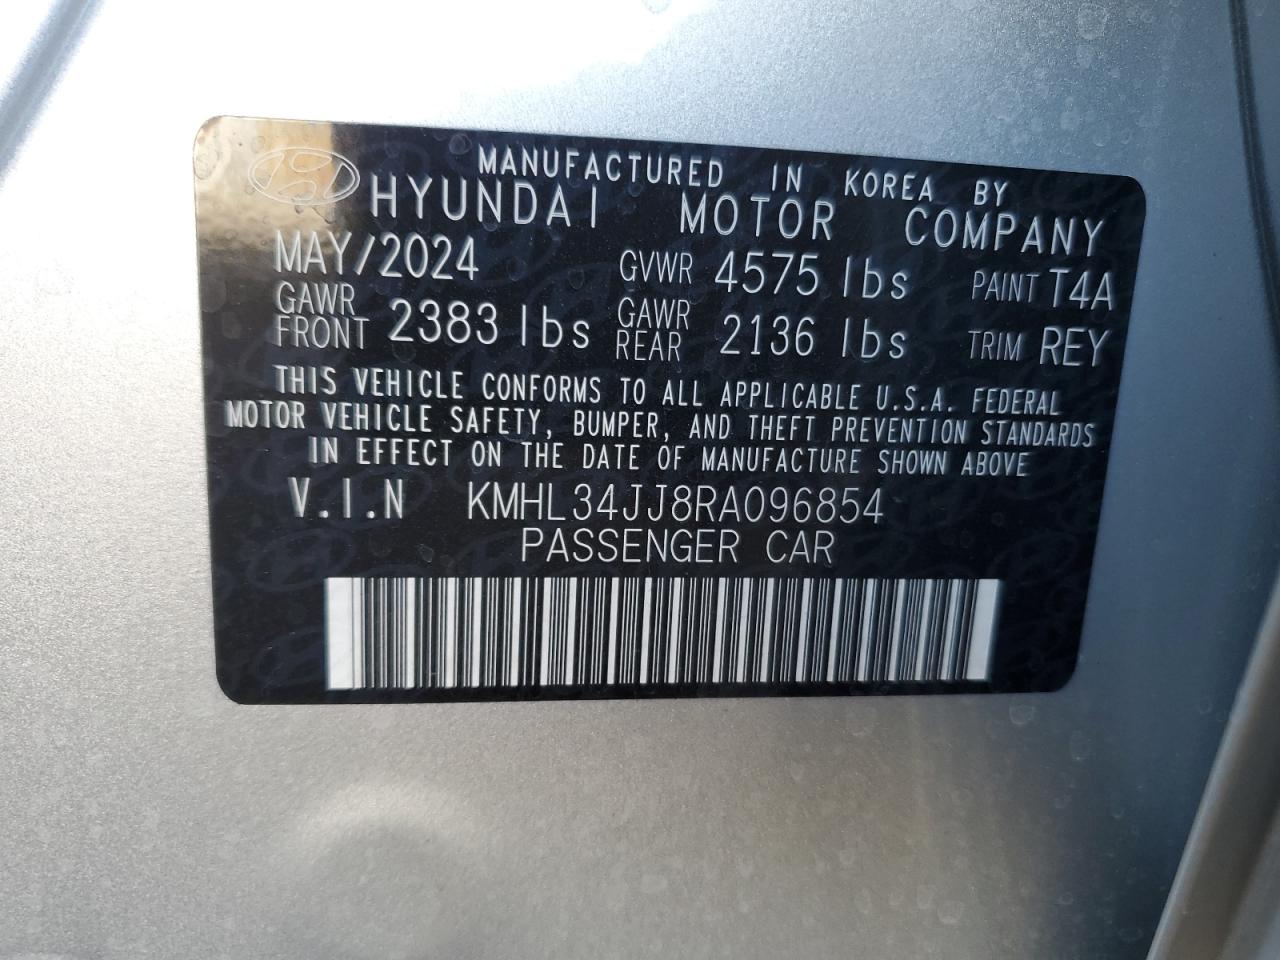 MANUFACTURED IN KOREA BY
HYUNDAI MOTOR COMPANY
MAY/2024 GVWR 4575 lbs PAINT T4A
GAWR FRONT 2383 lbs GAWR REAR 2136 lbs TRIM REY
THIS VEHICLE CONFORMS TO ALL APPLICABLE U.S.A. FEDERAL
MOTOR VEHICLE SAFETY, BUMPER, AND THEFT PREVENTION STANDARDS
IN EFFECT ON THE DATE OF MANUFACTURE SHOWN ABOVE
V.I.N KMHL34JJ8RA096854
PASSENGER CAR